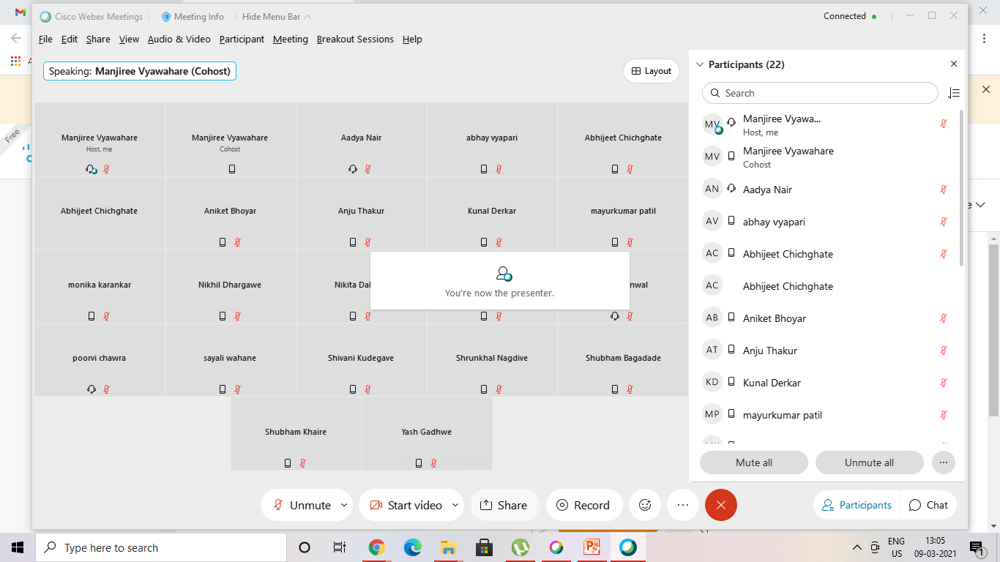 Cisco Webex Meetings
Meeting Info
Hide Menu Bar
Connected
File Edit Share View Audio & Video Participant Meeting Breakout Sessions Help
Speaking: Manjiree Vyawahare (Cohost)
Layout
Free
Manjiree Vyawahare
Host, me
Manjiree Vyawahare
Cohost
Aadya Nair
abhay vyapari
Abhijeet Chichghate
Abhijeet Chichghate
Aniket Bhoyar
Anju Thakur
Kunal Derkar
mayurkumar patil
monika karankar
Nikhil Dhargawe
Nikita Dal
nwal
You're now the presenter.
poorvi chawra
sayali wahane
Shivani Kudegave
Shrunkhal Nagdive
Shubham Bagadade
Shubham Khaire
Yash Gadhwe
Participants (22)
Search
MV Manjiree Vyawa...
Host, me
MV Manjiree Vyawahare
Cohost
AN Aadya Nair
AV abhay vyapari
AC Abhijeet Chichghate
AC Abhijeet Chichghate
AB Aniket Bhoyar
AT Anju Thakur
KD Kunal Derkar
MP mayurkumar patil
Mute all
Unmute all
Unmute
Start video
Share
Record
Participants
Chat
Type here to search
ENG
US
13:05
09-03-2021
1